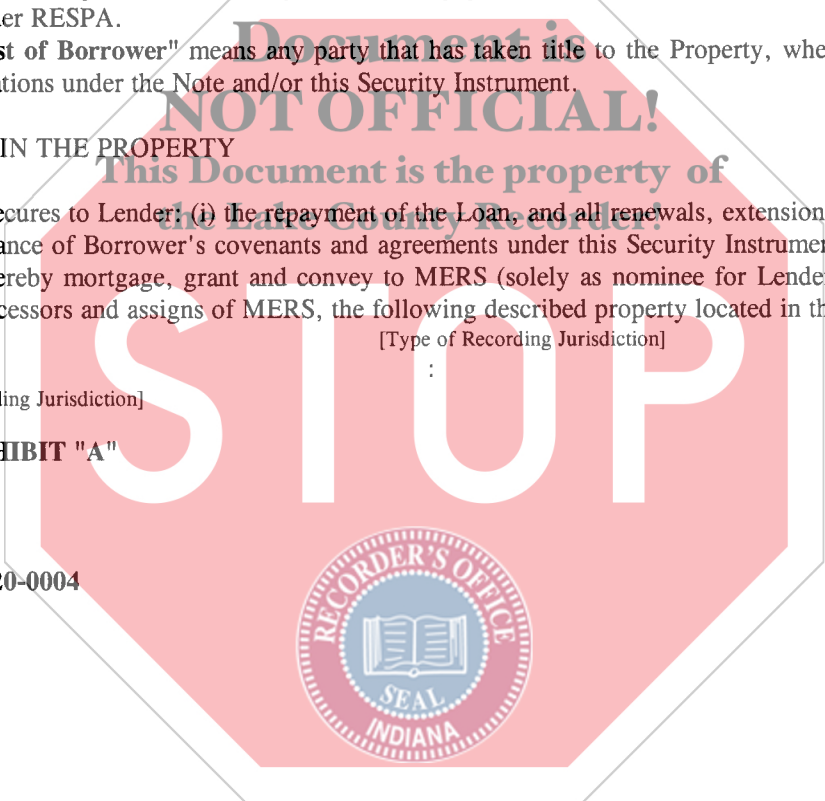 er RESPA.
Document is
st of Borrower" means any party that has taken title to the Property, whe
ations under the Note and/or this Security Instrument.
NOT OFFICIAL!
IN THE PROPERTY
This Document is the property of
ecures to Lender: (i) the repayment of the Loan, and all renewals, extension
the Lake County Recorder!
ance of Borrower's covenants and agreements under this Security Instrumen
ereby mortgage, grant and convey to MERS (solely as nominee for Lende
cessors and assigns of MERS, the following described property located in th
[Type of Recording Jurisdiction]
:
ding Jurisdiction]
STOP
HIBIT "A"
20-0004
RECORDER'S OFFICE
SEAL
INDIANA